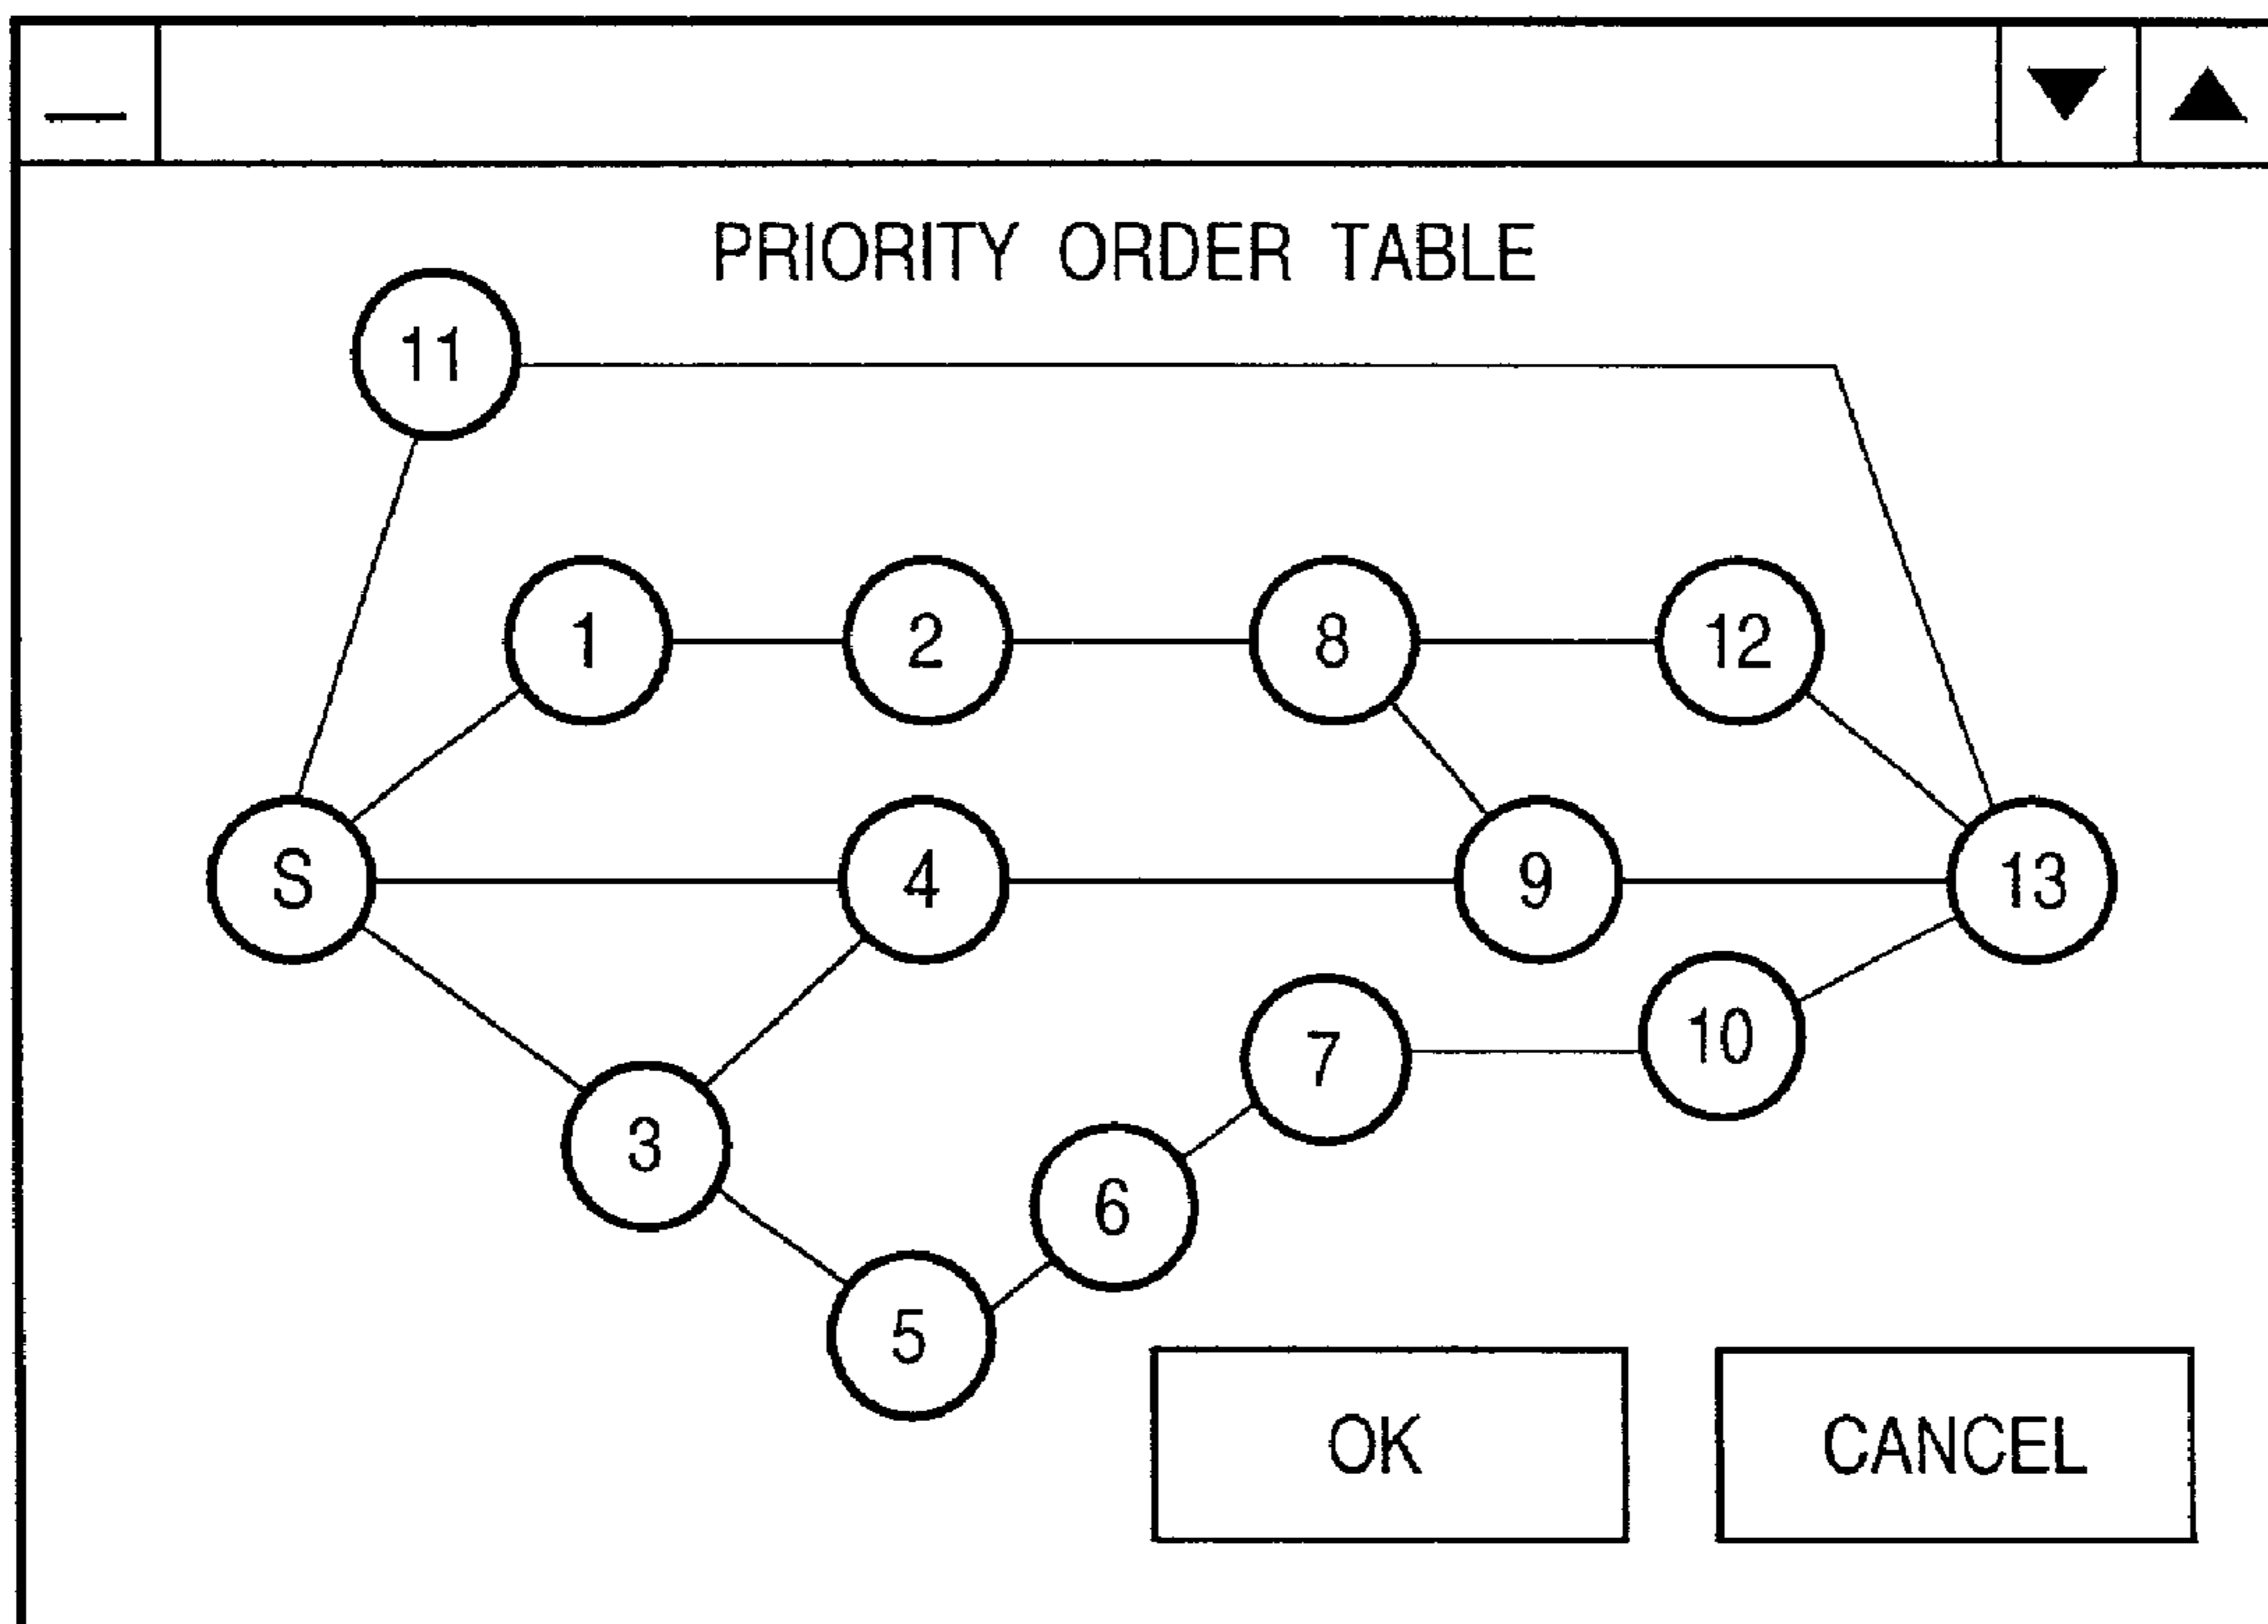 PRIORITY ORDER TABLE
11
1 2 8 12
S 4 9 13
7 10
3 6
5
OK CANCEL